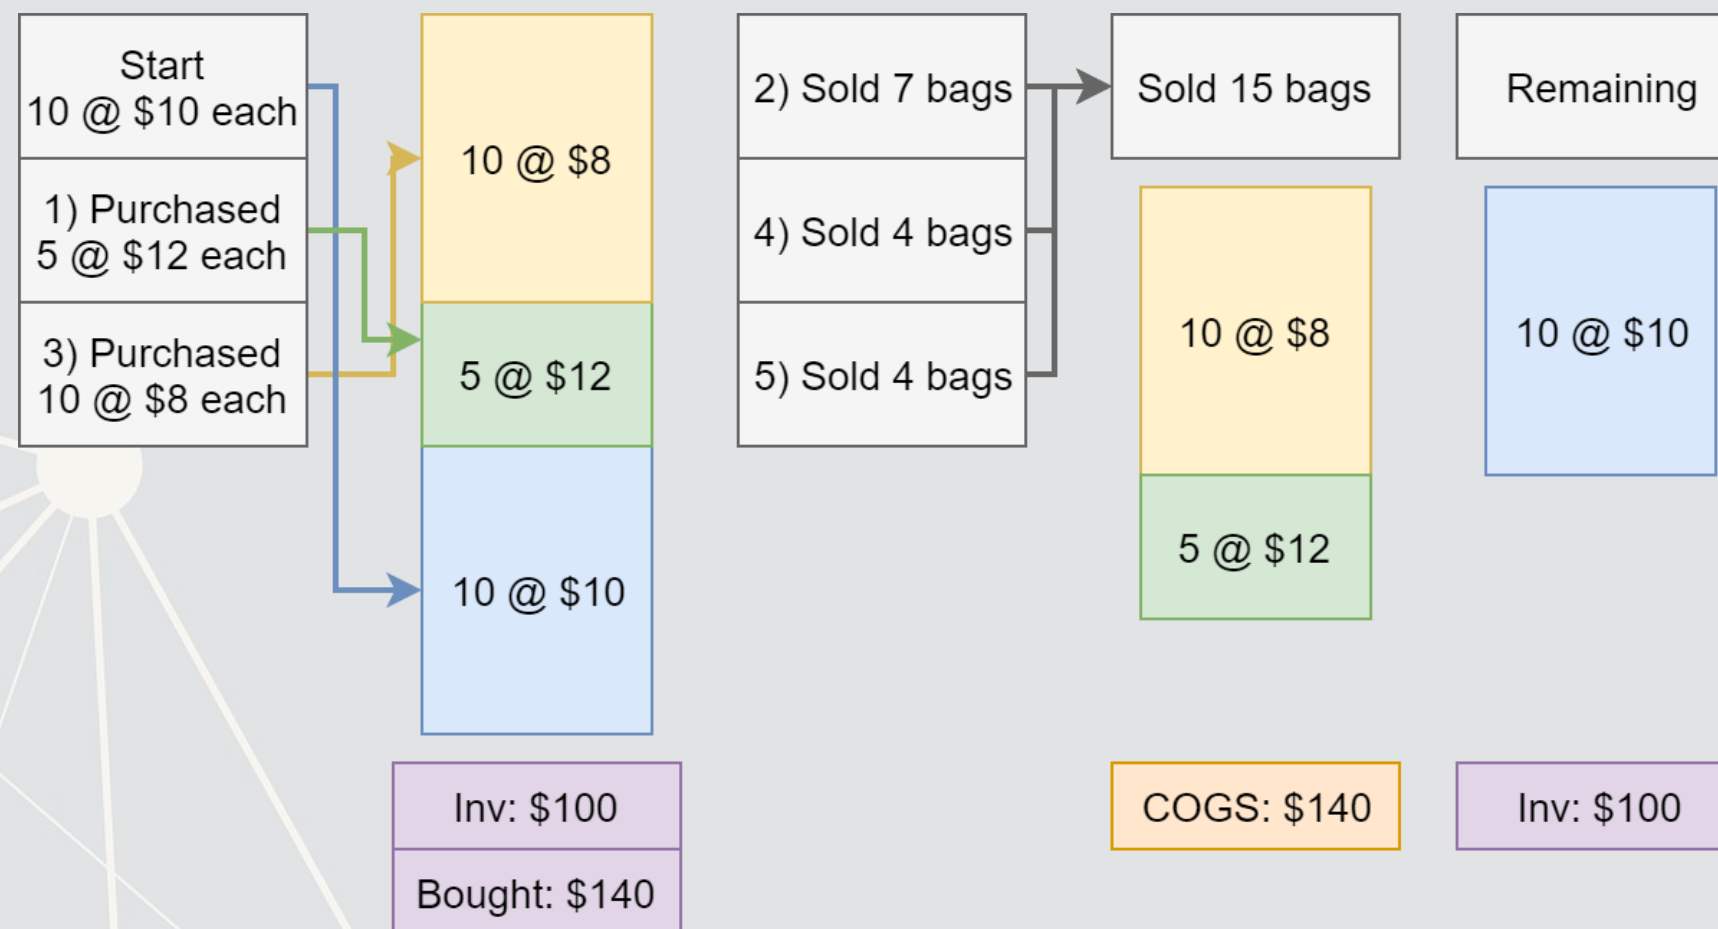 Start
10 @ $10 each
1) Purchased
5 @ $12 each
3) Purchased
10 @ $8 each
10 @ $8
5 @ $12
10 @ $10
Inv: $100
Bought: $140
2) Sold 7 bags
4) Sold 4 bags
5) Sold 4 bags
Sold 15 bags
10 @ $8
5 @ $12
COGS: $140
Remaining
10 @ $10
Inv: $100